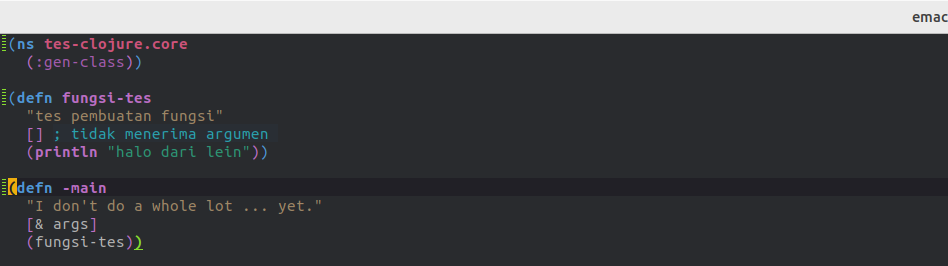 emac
(ns tes-clojure.core
(:gen-class))
(defn fungsi-tes
"tes pembuatan fungsi"
[] ; tidak menerima argumen
(println "halo dari lein"))
(defn -main
"I don't do a whole lot ... yet."
[& args]
(fungsi-tes))